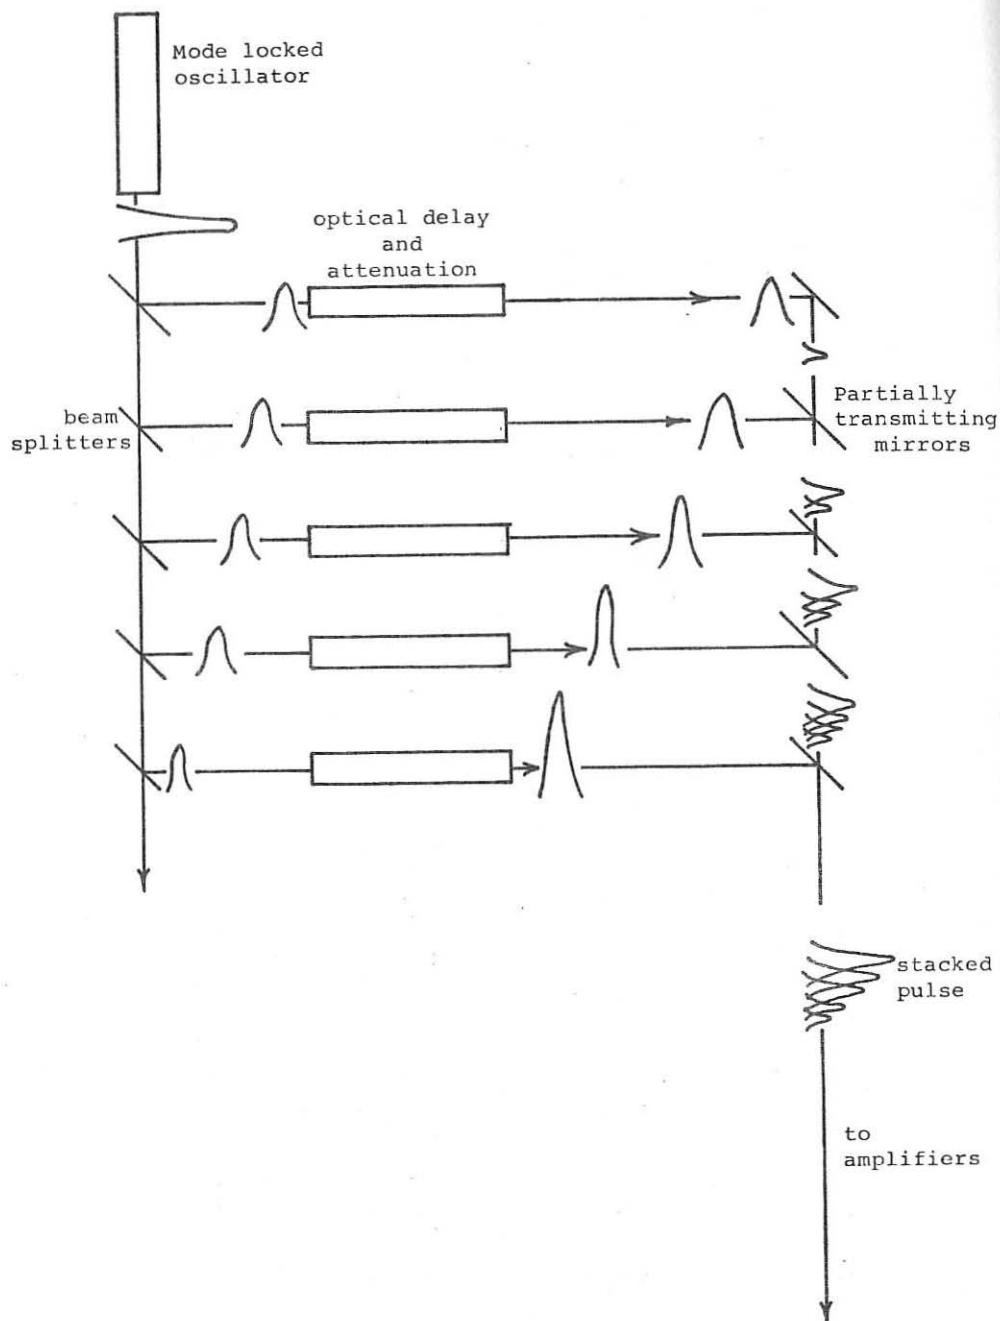 Mode locked
oscillator
optical delay
and
attenuation
beam
splitters
Partially
transmitting
mirrors
stacked
pulse
to
amplifiers